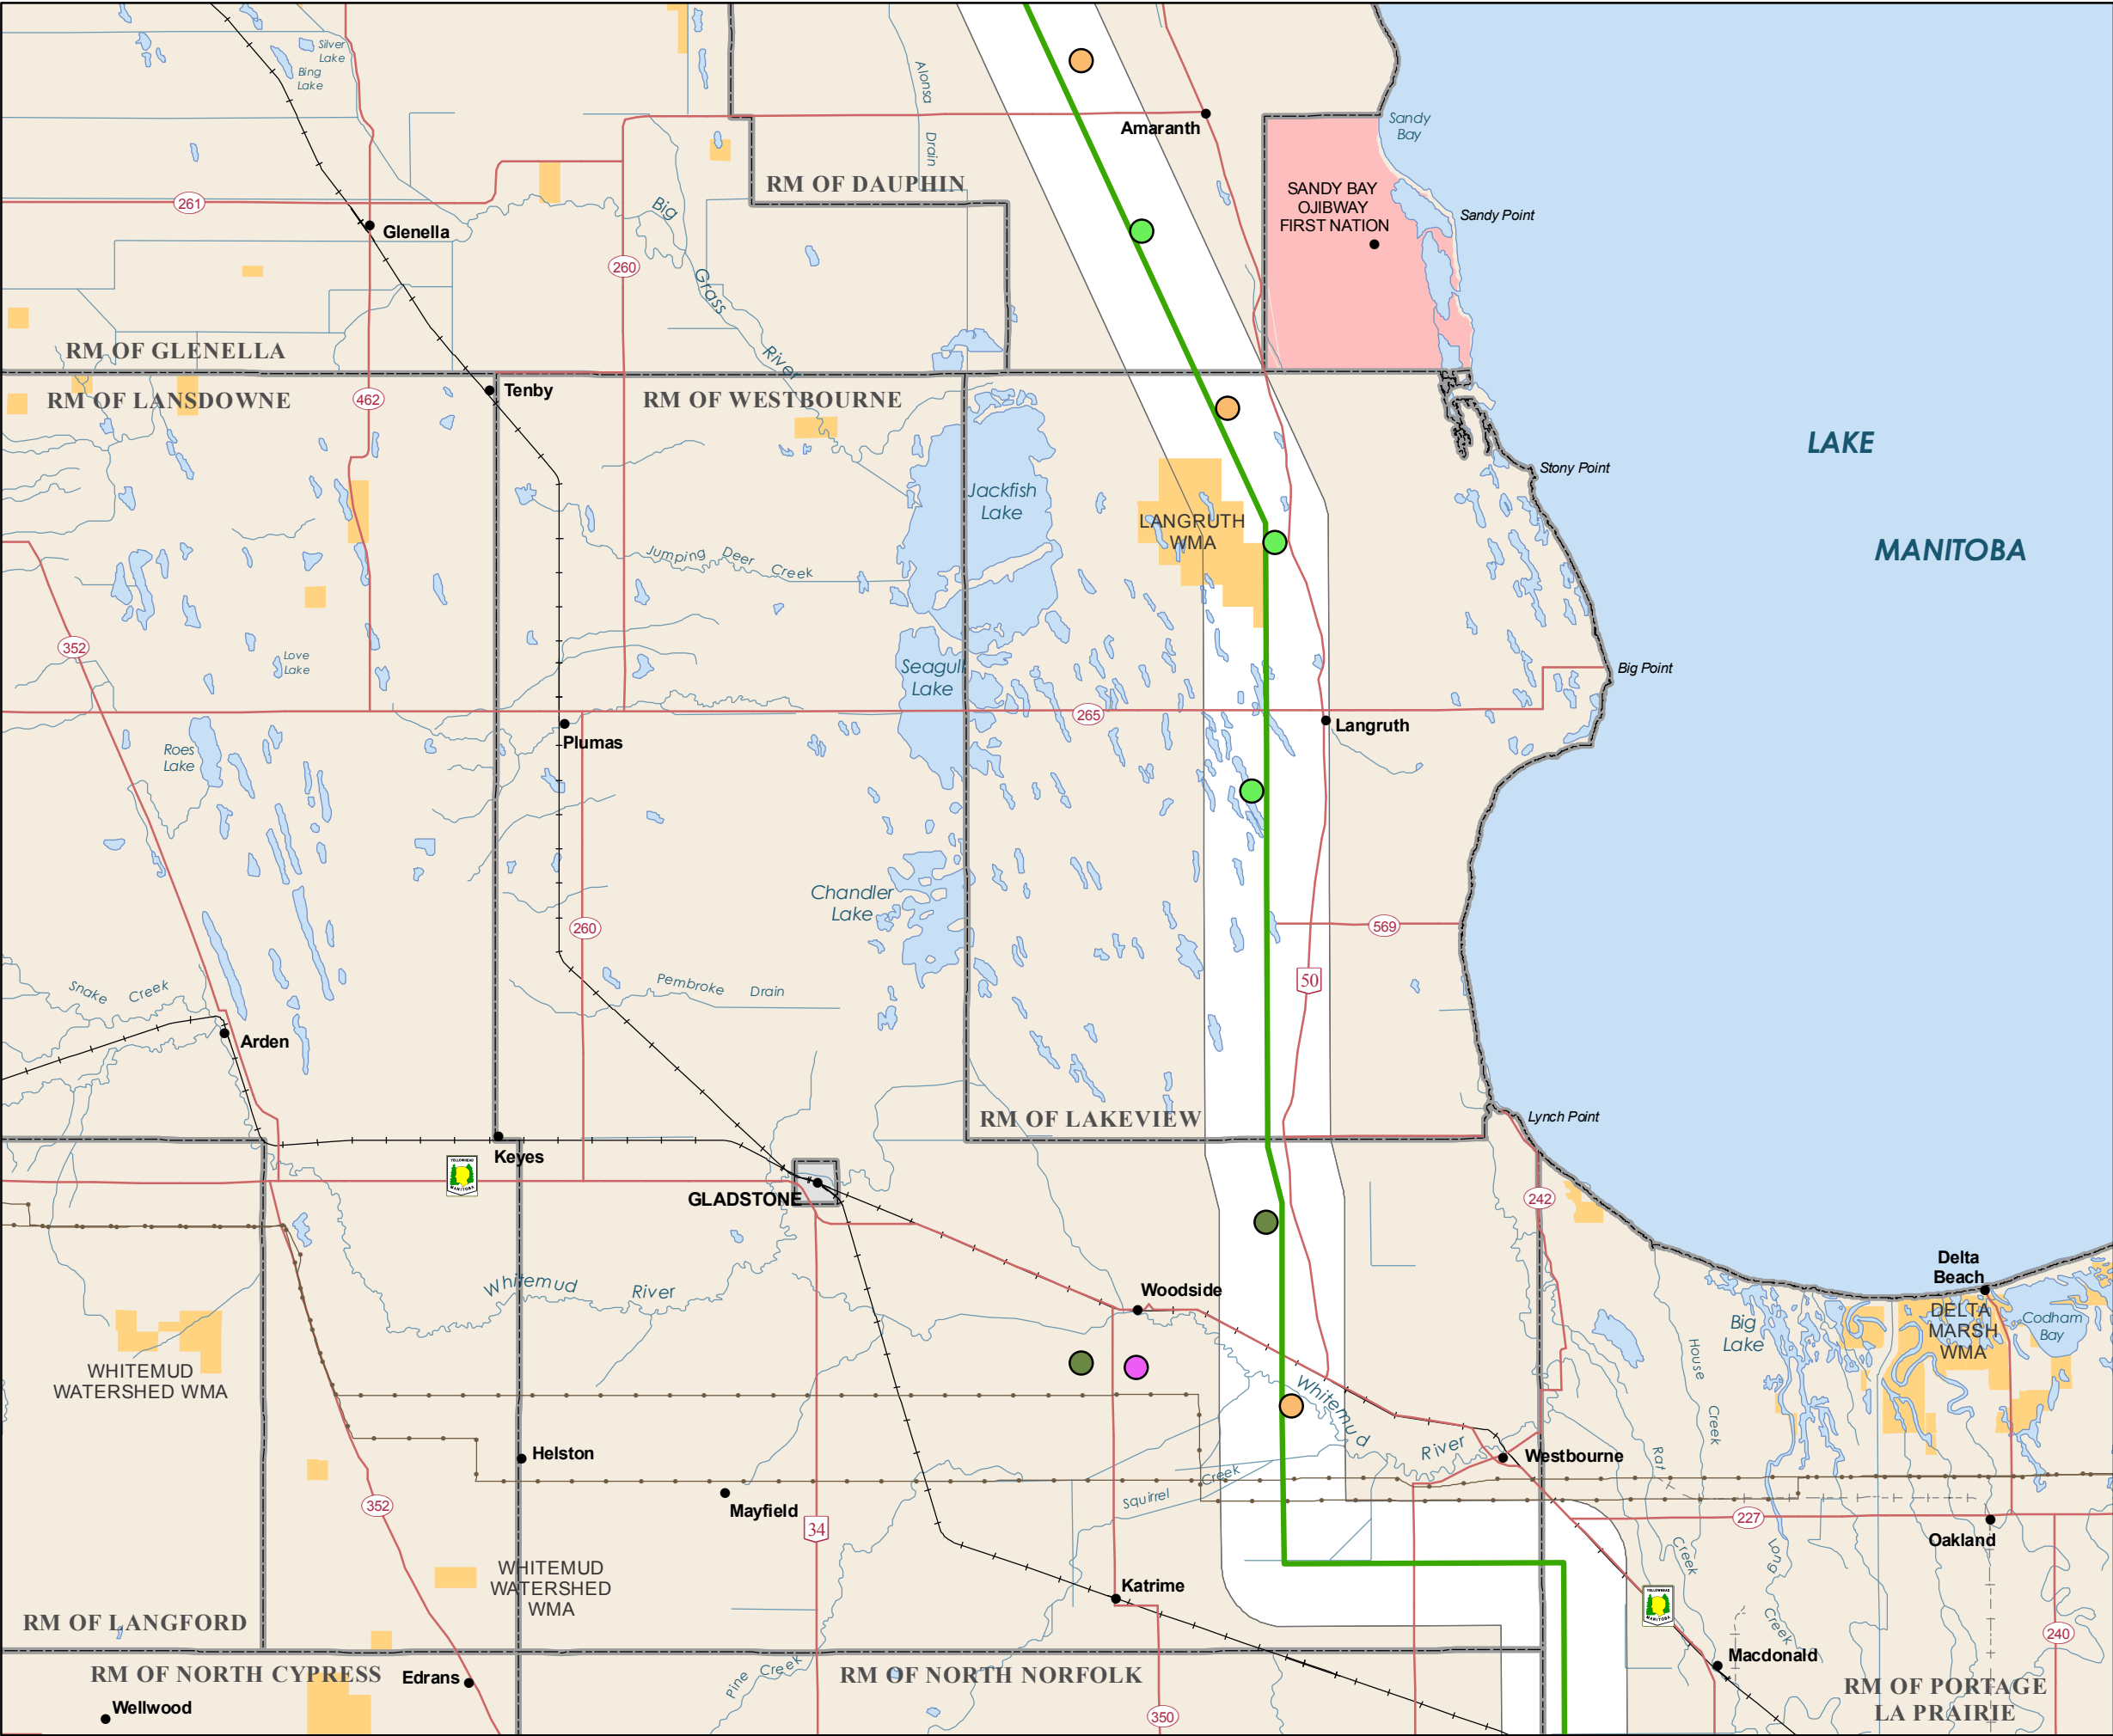 Silver
Lake
Bing
Lake
Alonsa
Drain
Amaranth
Sandy
Bay
RM OF DAUPHIN
SANDY BAY
OJIBWAY
FIRST NATION
Sandy Point
261
Glenella
Big
Grass
River
260
RM OF GLENELLA
RM OF LANSDOWNE
462
Tenby
RM OF WESTBOURNE
LAKE
MANITOBA
Stony Point
Jackfish
Lake
LANGRUTH
WMA
Jumping Deer Creek
352
Love
Lake
Seagull
Lake
Big Point
265
Langruth
Plumas
Roes
Lake
Chandler
Lake
260
569
50
Snake Creek
Pembroke Drain
Arden
RM OF LAKEVIEW
Lynch Point
Keyes
YELLOWHEAD
MANITOBA
GLADSTONE
242
Whitemud River
Woodside
Delta
Beach
DELTA
MARSH
WMA
Codham
Bay
Big
Lake
House
Creek
WHITEMUD
WATERSHED WMA
Whitemud
River
Helston
Westbourne
Rat
Creek
Squirrel Creek
Mayfield
352
34
227
Oakland
Long
Creek
WHITEMUD
WATERSHED
WMA
Katrime
YELLOWHEAD
MANITOBA
RM OF LANGFORD
240
RM OF NORTH CYPRESS
Edrans
Pine Creek
RM OF NORTH NORFOLK
Macdonald
RM OF PORTAGE
LA PRAIRIE
Wellwood
350